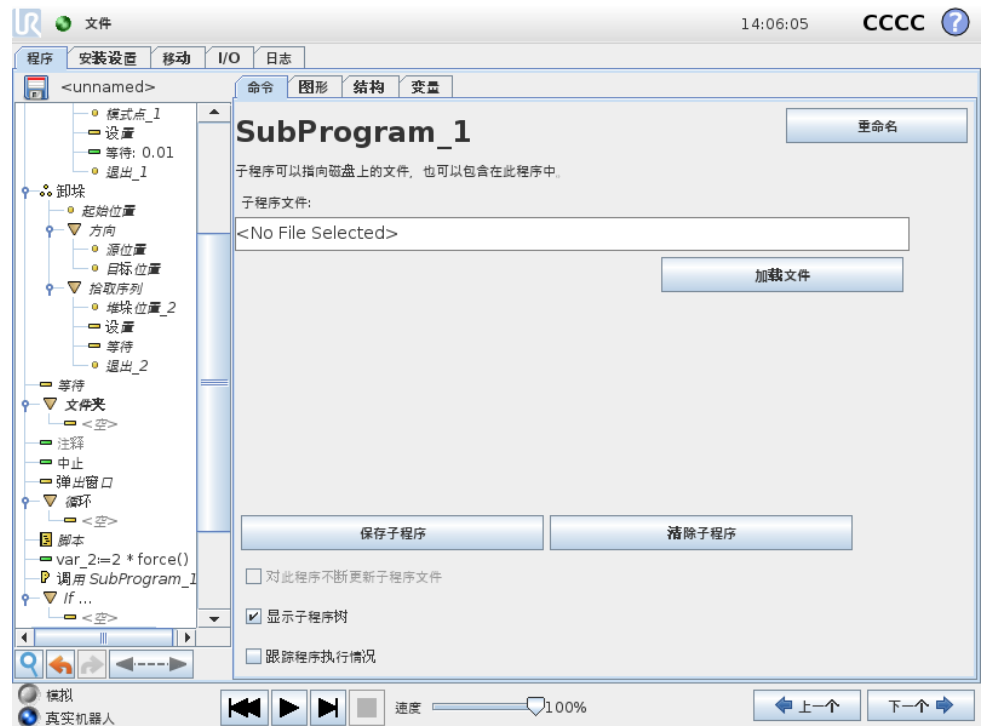 UR 文件 14:06:05 CCCC ?
程序 安装设置 移动 I/O 日志
<unnamed>
命令 图形 结构 变量
模式点_1
设置
等待: 0.01
退出_1
卸垛
起始位置
方向
源位置
目标位置
拾取序列
堆垛位置_2
设置
等待
退出_2
等待
文件夹
<空>
注释
中止
弹出窗口
循环
<空>
脚本
var_2:=2 * force()
调用 SubProgram_1
If ...
<空>
SubProgram_1
重命名
子程序可以指向磁盘上的文件，也可以包含在此程序中。
子程序文件:
<No File Selected>
加载文件
保存子程序 清除子程序
对此程序不断更新子程序文件
显示子程序树
跟踪程序执行情况
模拟
真实机器人
速度 100%
上一个 下一个